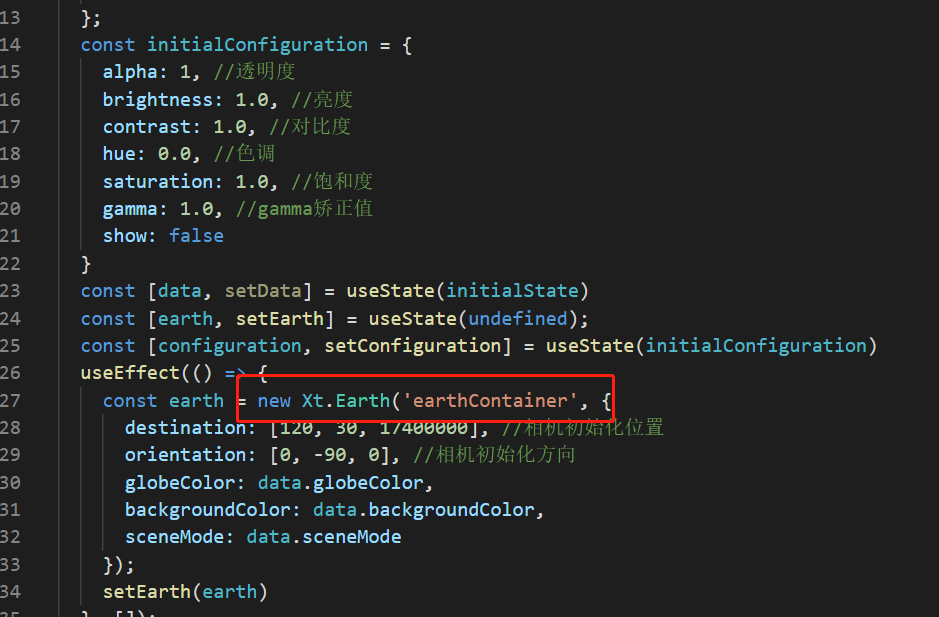 13 };
14 const initialConfiguration = {
15 alpha: 1, //透明度
16 brightness: 1.0, //亮度
17 contrast: 1.0, //对比度
18 hue: 0.0, //色调
19 saturation: 1.0, //饱和度
20 gamma: 1.0, //gamma矫正值
21 show: false
22 }
23 const [data, setData] = useState(initialState)
24 const [earth, setEarth] = useState(undefined);
25 const [configuration, setConfiguration] = useState(initialConfiguration)
26 useEffect(() => {
27 const earth = new Xt.Earth('earthContainer', {
28 destination: [120, 30, 17400000], //相机初始化位置
29 orientation: [0, -90, 0], //相机初始化方向
30 globeColor: data.globeColor,
31 backgroundColor: data.backgroundColor,
32 sceneMode: data.sceneMode
33 });
34 setEarth(earth)
35 }, []);